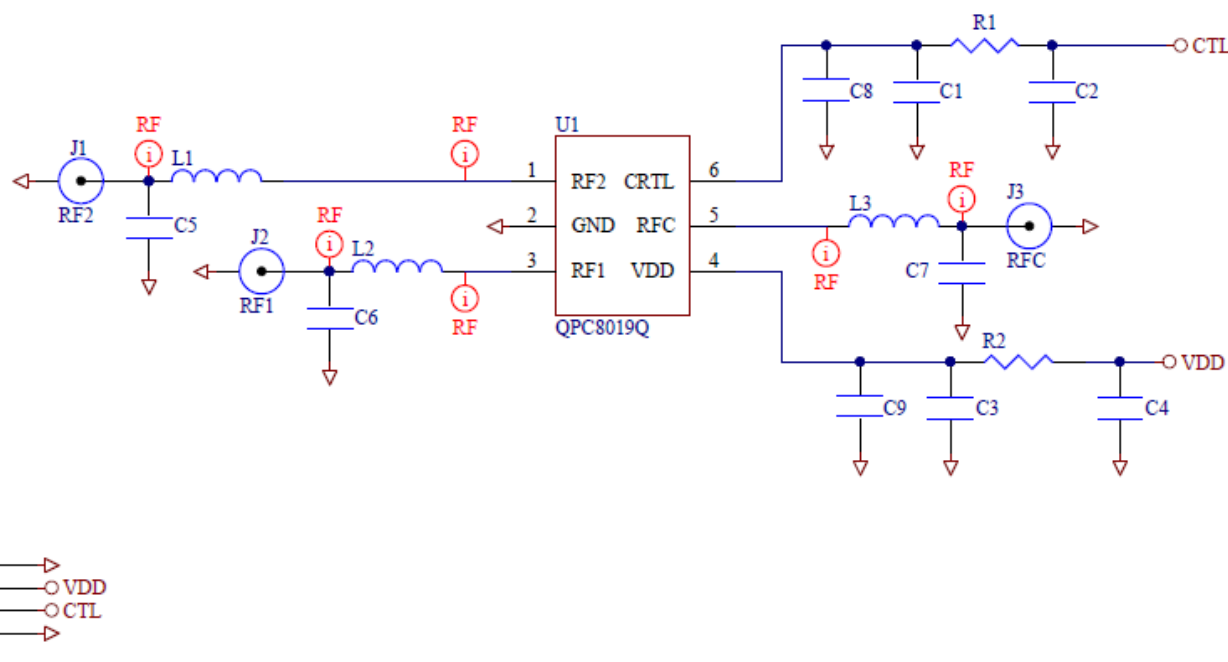 R1
CTL
C8
C1
C2
RF
RF
U1
J1
L1
1
RF2
CRTL
6
RF
J3
RF2
C5
RF
2
GND
RFC
5
L3
J2
L2
3
RF1
VDD
4
RF
C7
RFC
RF1
C6
RF
QPC8019Q
R2
VDD
C9
C3
C4
VDD
CTL